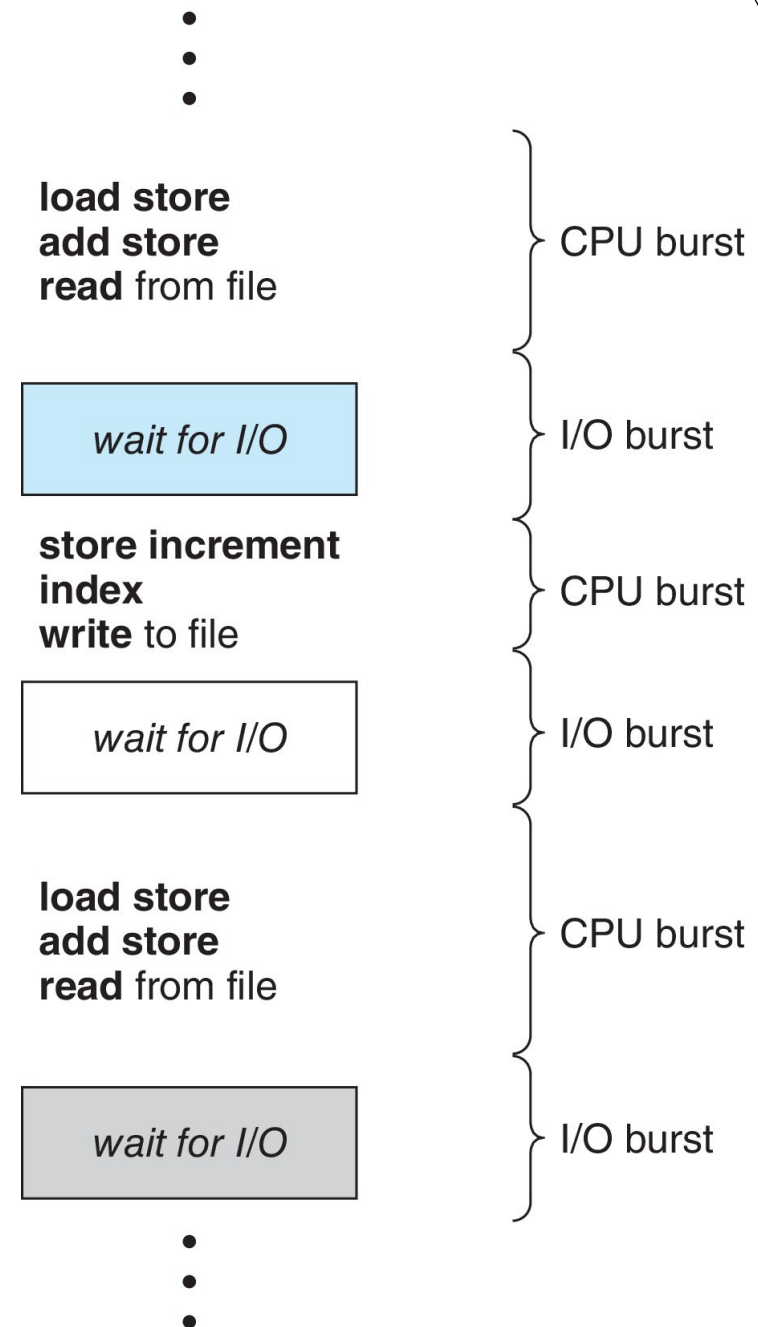 load store
add store
read from file
CPU burst
wait for I/O
I/O burst
store increment
index
write to file
CPU burst
wait for I/O
I/O burst
load store
add store
read from file
CPU burst
wait for I/O
I/O burst